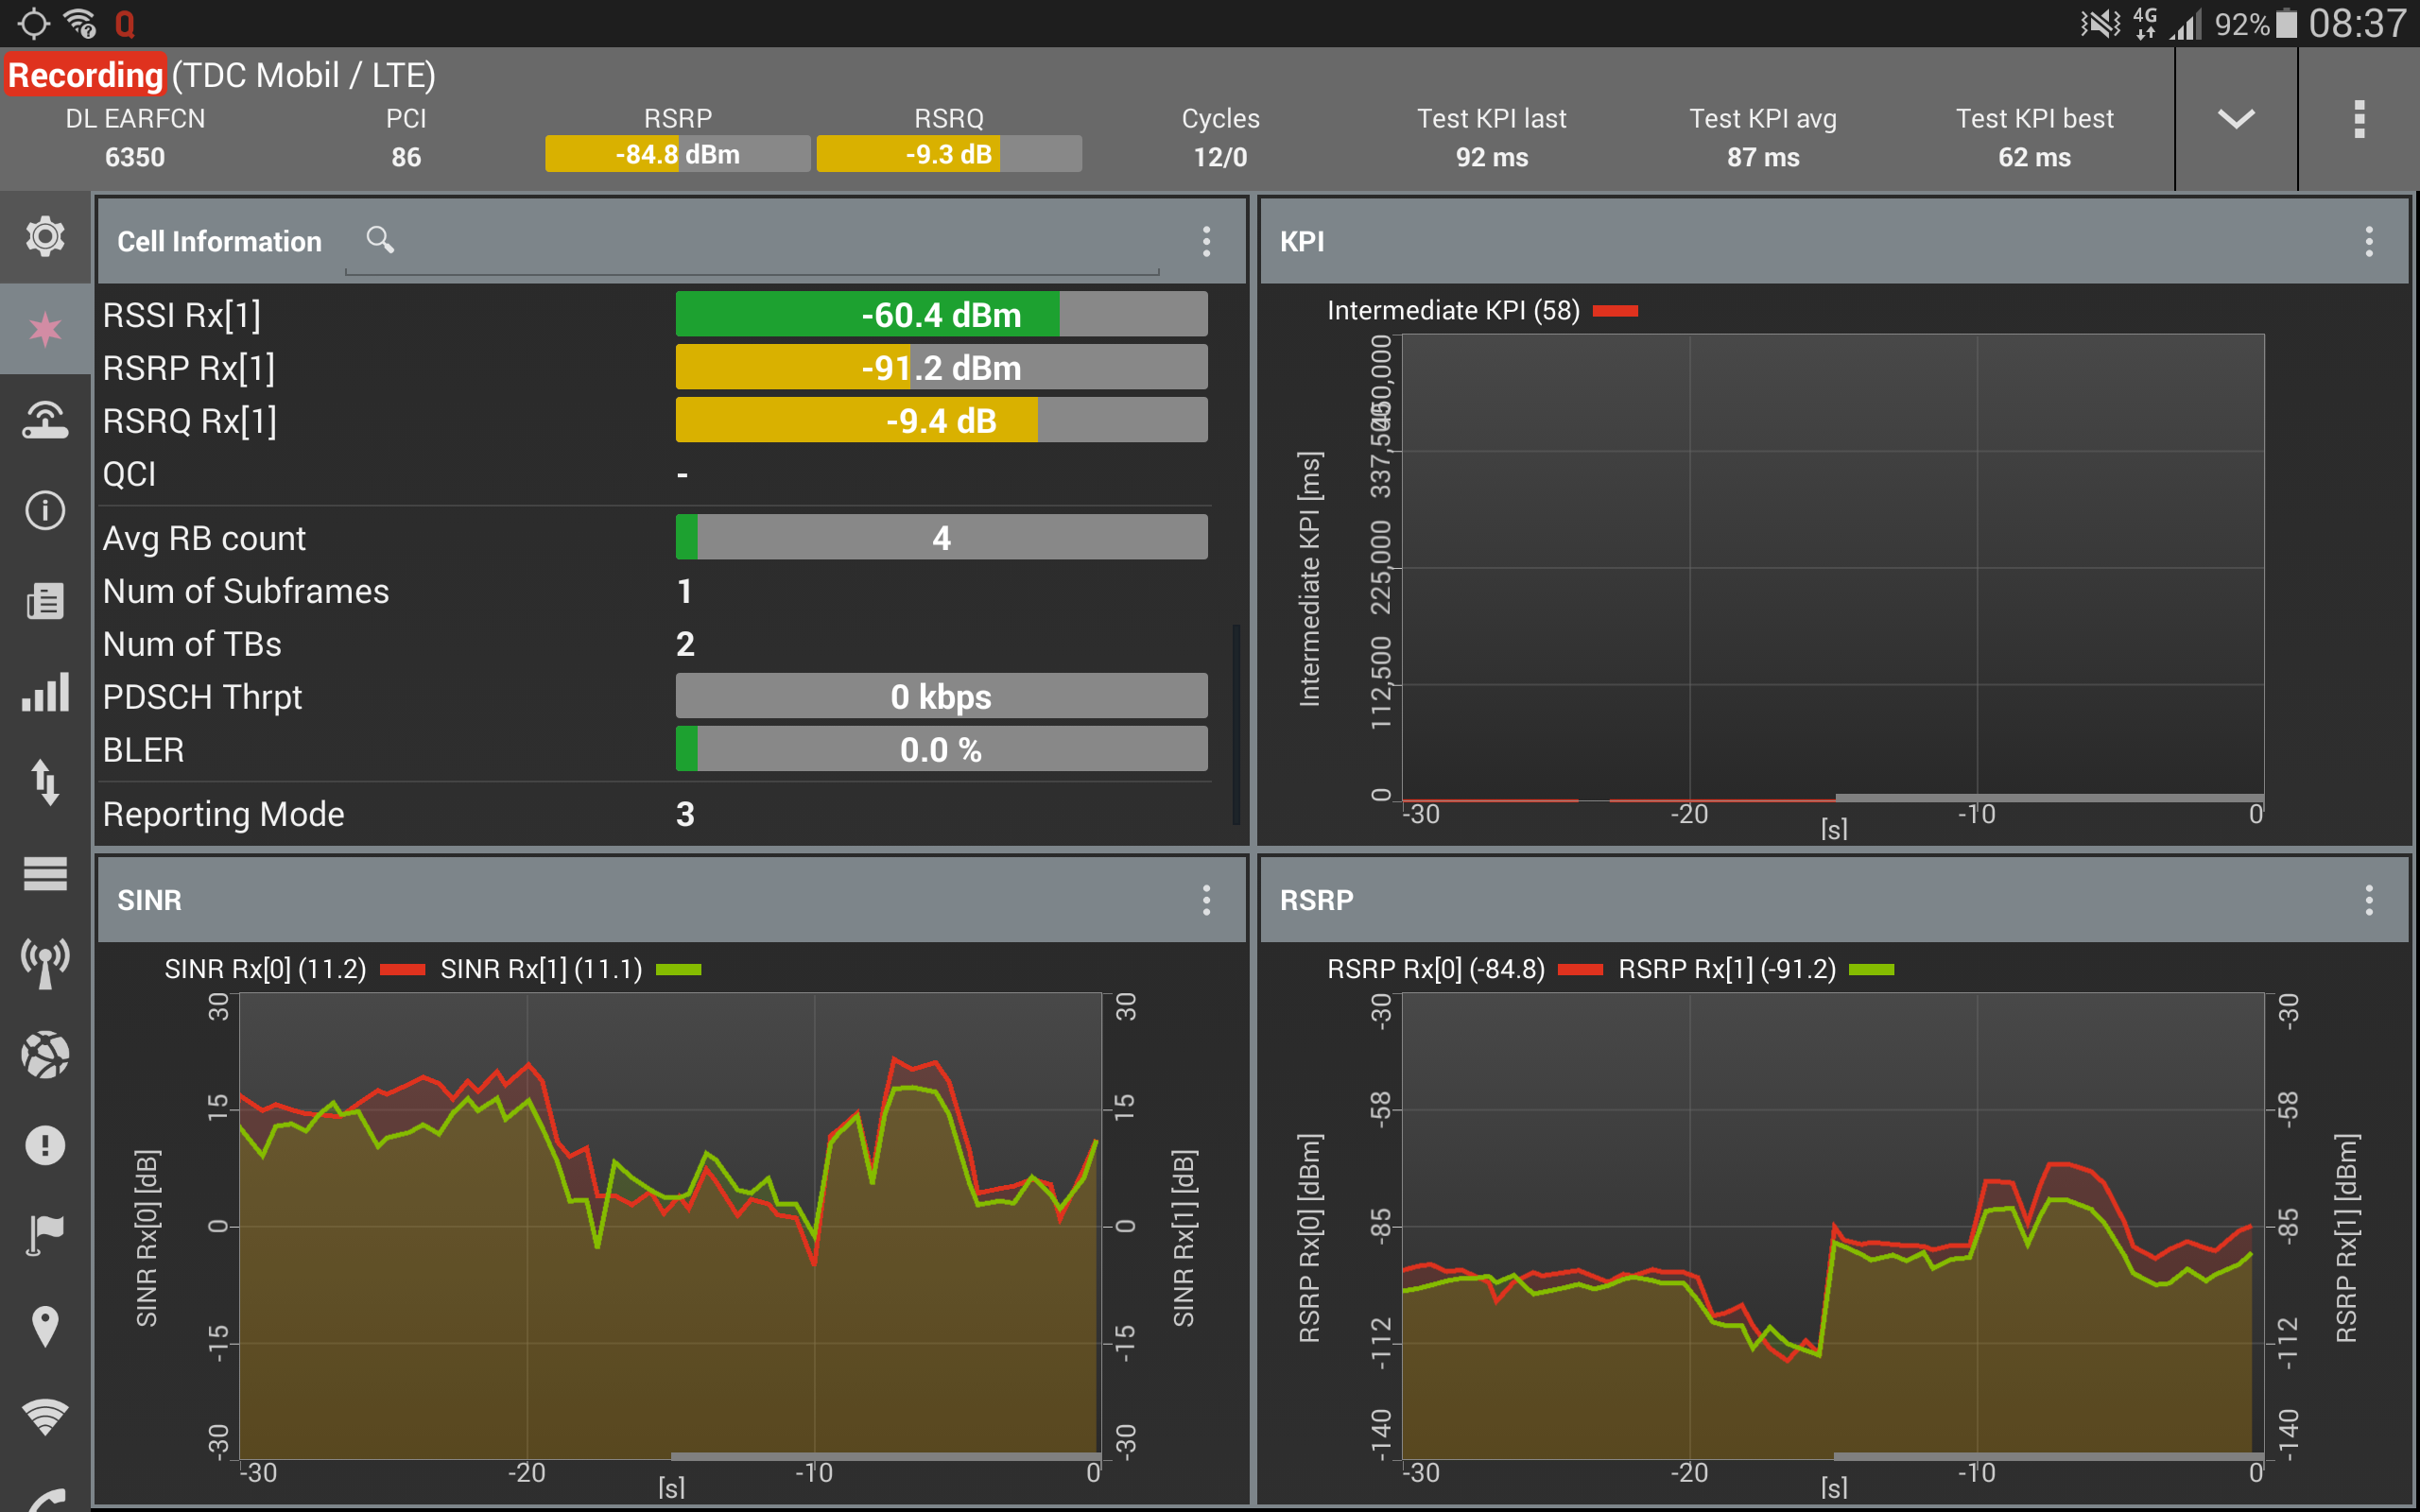 Q 4G 92% 08:37
Recording (TDC Mobil / LTE)
DL EARFCN PCI RSRP RSRQ Cycles Test KPI last Test KPI avg Test KPI best
6350 86 -84.8 dBm -9.3 dB 12/0 92 ms 87 ms 62 ms
Cell Information
RSSI Rx[1] -60.4 dBm
RSRP Rx[1] -91.2 dBm
RSRQ Rx[1] -9.4 dB
QCI -
Avg RB count 4
Num of Subframes 1
Num of TBs 2
PDSCH Thrpt 0 kbps
BLER 0.0 %
Reporting Mode 3
KPI
Intermediate KPI (58)
Intermediate KPI [ms]
450,000
337,500
225,000
112,500
0
-30 -20 -10 0
[s]
SINR
SINR Rx[0] (11.2) SINR Rx[1] (11.1)
SINR Rx[0] [dB]
30
15
0
-15
-30
30
15
0
-15
-30
SINR Rx[1] [dB]
-30 -20 -10 0
[s]
RSRP
RSRP Rx[0] (-84.8) RSRP Rx[1] (-91.2)
RSRP Rx[0] [dBm]
-30
-58
-85
-112
-140
-30
-58
-85
-112
-140
RSRP Rx[1] [dBm]
-30 -20 -10 0
[s]